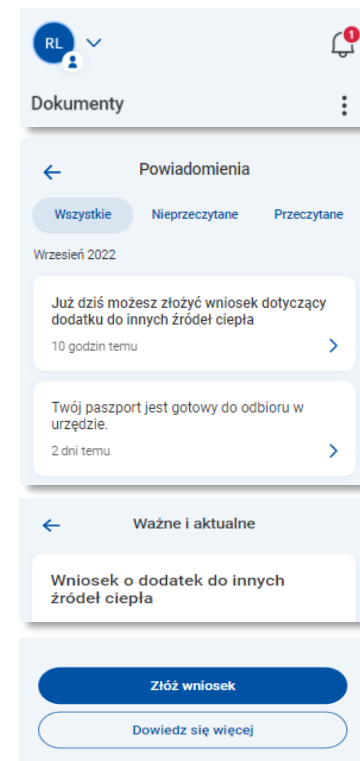 RL
1
Dokumenty
Powiadomienia
Wszystkie Nieprzeczytane Przeczytane
Wrzesień 2022
Już dziś możesz złożyć wniosek dotyczący
dodatku do innych źródeł ciepła
10 godzin temu
Twój paszport jest gotowy do odbioru w
urzędzie.
2 dni temu
Ważne i aktualne
Wniosek o dodatek do innych
źródeł ciepła
Złóż wniosek
Dowiedz się więcej